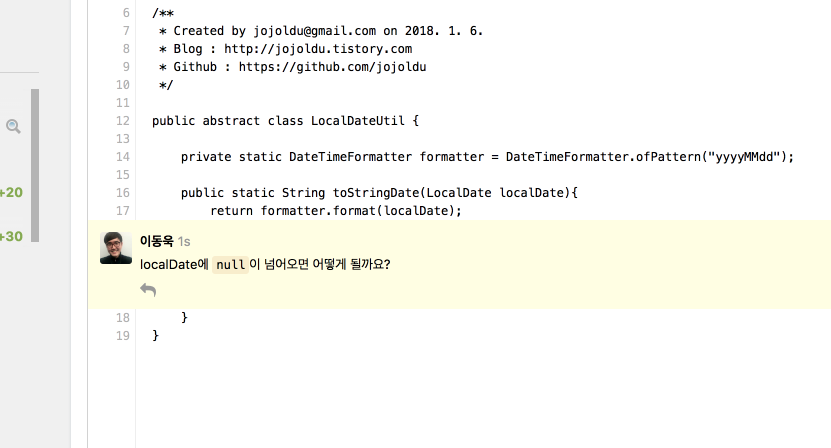 6 /**
7 * Created by jojoldu@gmail.com on 2018. 1. 6.
8 * Blog : http://jojoldu.tistory.com
9 * Github : https://github.com/jojoldu
10 */
11
12 public abstract class LocalDateUtil {
13
14 private static DateTimeFormatter formatter = DateTimeFormatter.ofPattern("yyyyMMdd");
15
+20
16 public static String toStringDate(LocalDate localDate){
17 return formatter.format(localDate);
+30
이동욱 1s
localDate에 null이 넘어오면 어떻게 될까요?
18 }
19 }